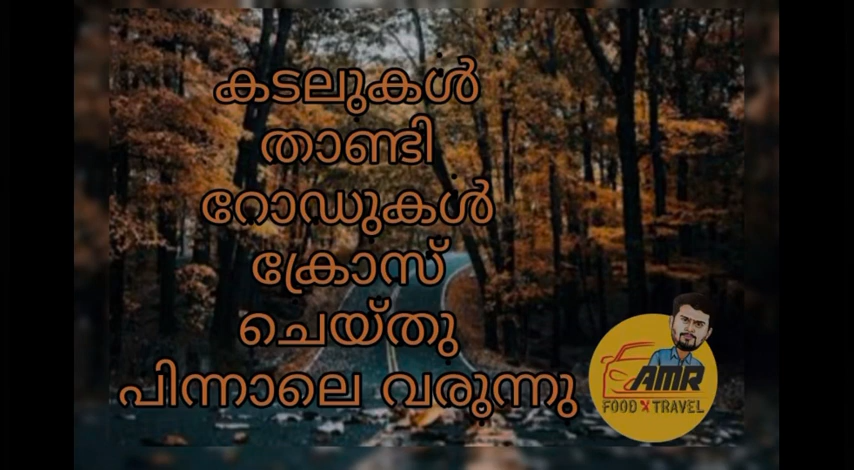 കടലുകൾ
താണ്ടി
റോഡുകൾ
ക്രോസ്
ചെയ്തു
പിന്നാലെ വരുന്നു
AMR
FOOD X TRAVEL